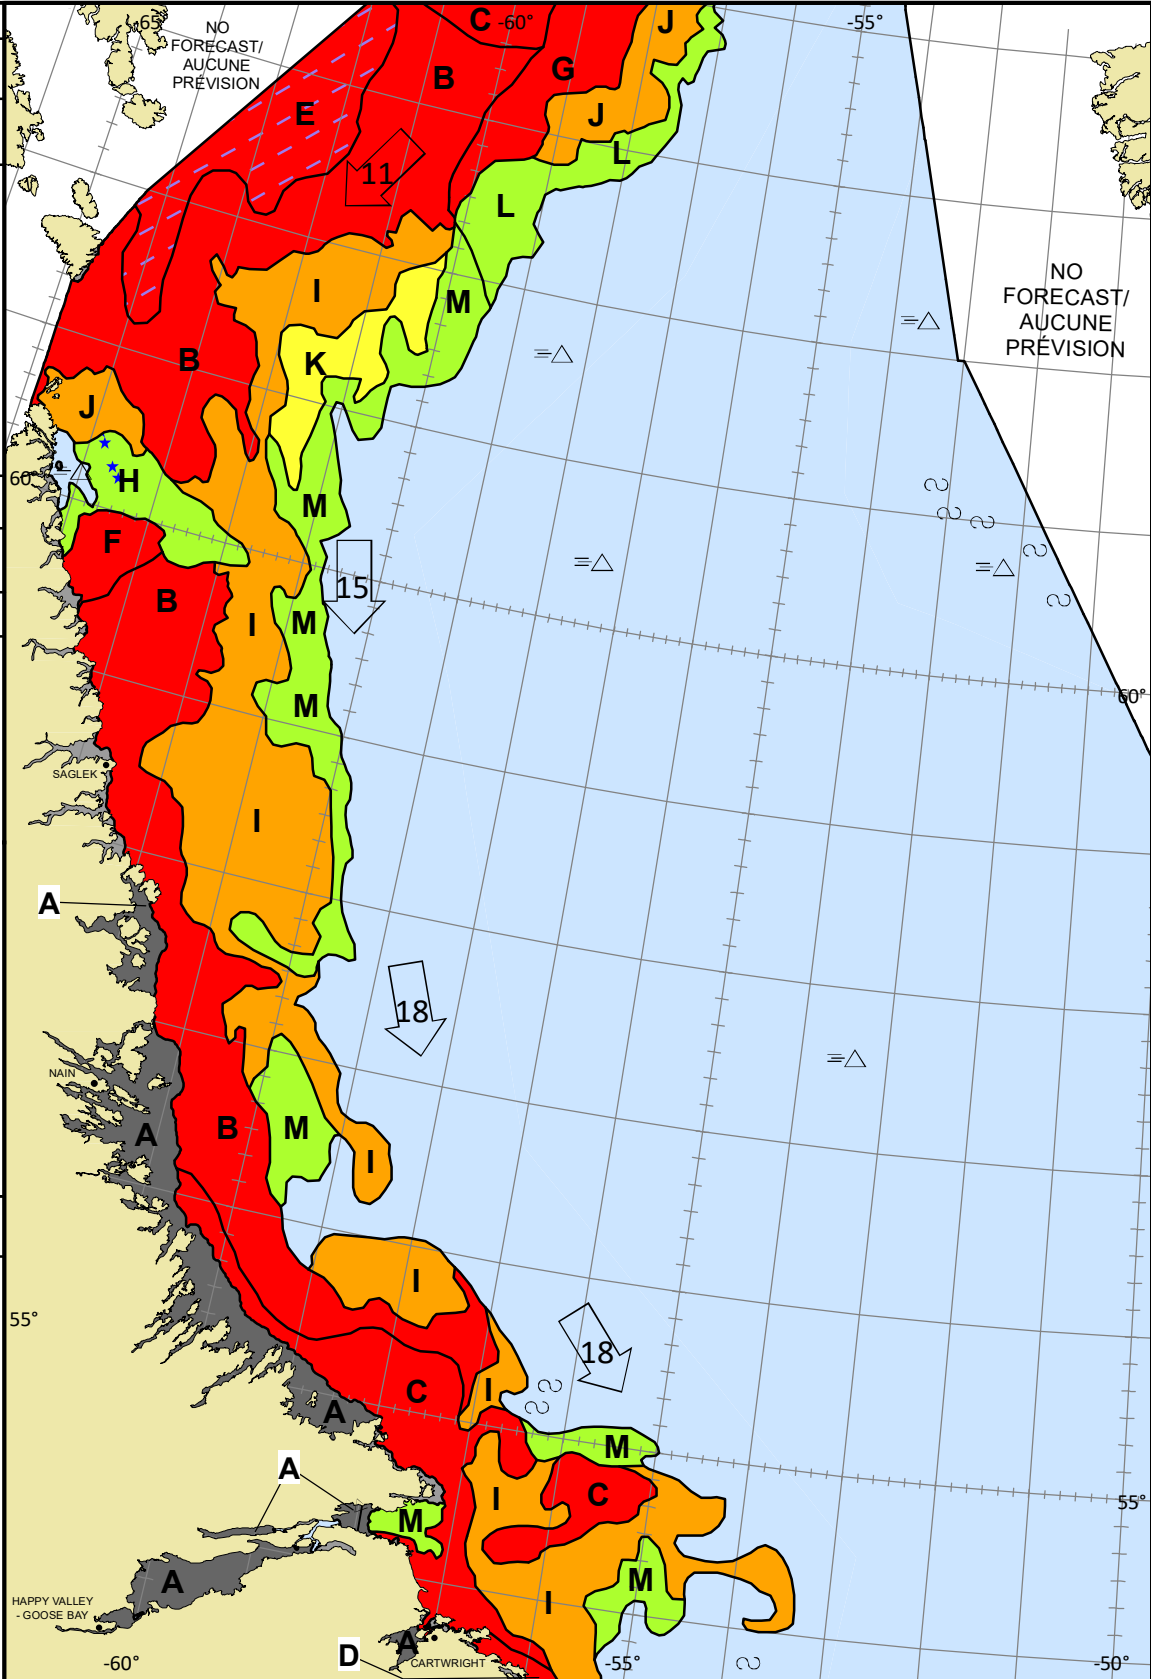 -65°
NO
FORECAST/
AUCUNE
PRÉVISION
C
-60°
J
-55°
B
G
E
J
L
11
L
NO
FORECAST/
AUCUNE
PRÉVISION
I
M
B
K
J
60°
H
M
F
15
B
I
M
60°
M
SAGLEK
I
A
18
NAIN
A
B
M
I
I
55°
18
C
I
A
M
A
I
C
55°
M
A
M
HAPPY VALLEY
- GOOSE BAY
I
A
D
CARTWRIGHT
-60°
-55°
-50°